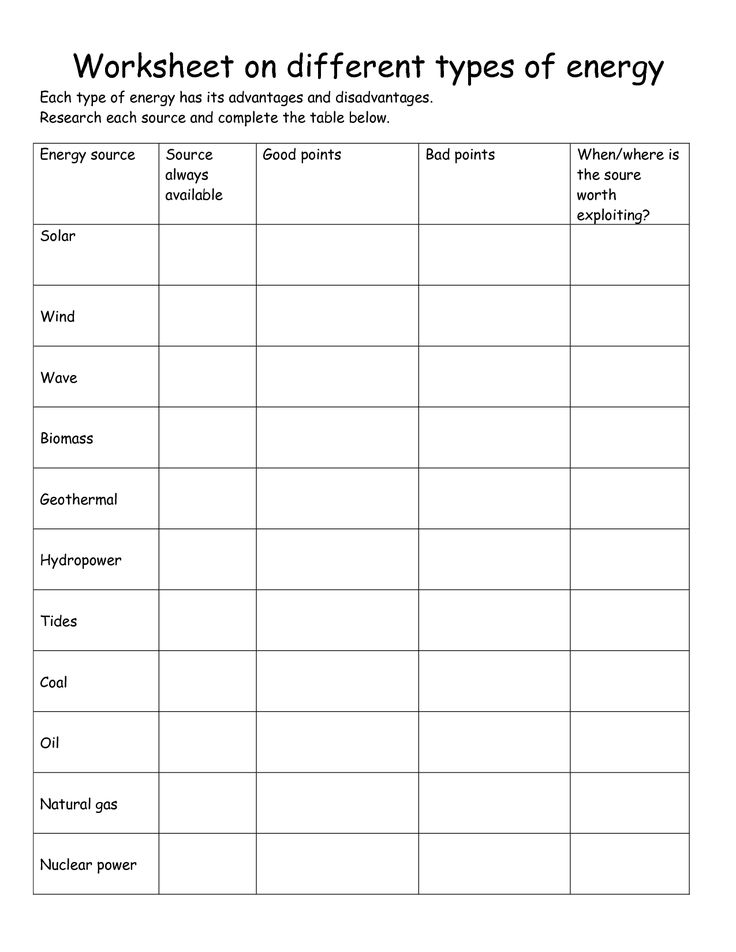 Worksheet on different types of energy
Each type of energy has its advantages and disadvantages.
Research each source and complete the table below.
Energy source
Source
always
available
Good points
Bad points
When/where is
the soure
worth
exploiting?
Solar
Wind
Wave
Biomass
Geothermal
Hydropower
Tides
Coal
Oil
Natural gas
Nuclear power